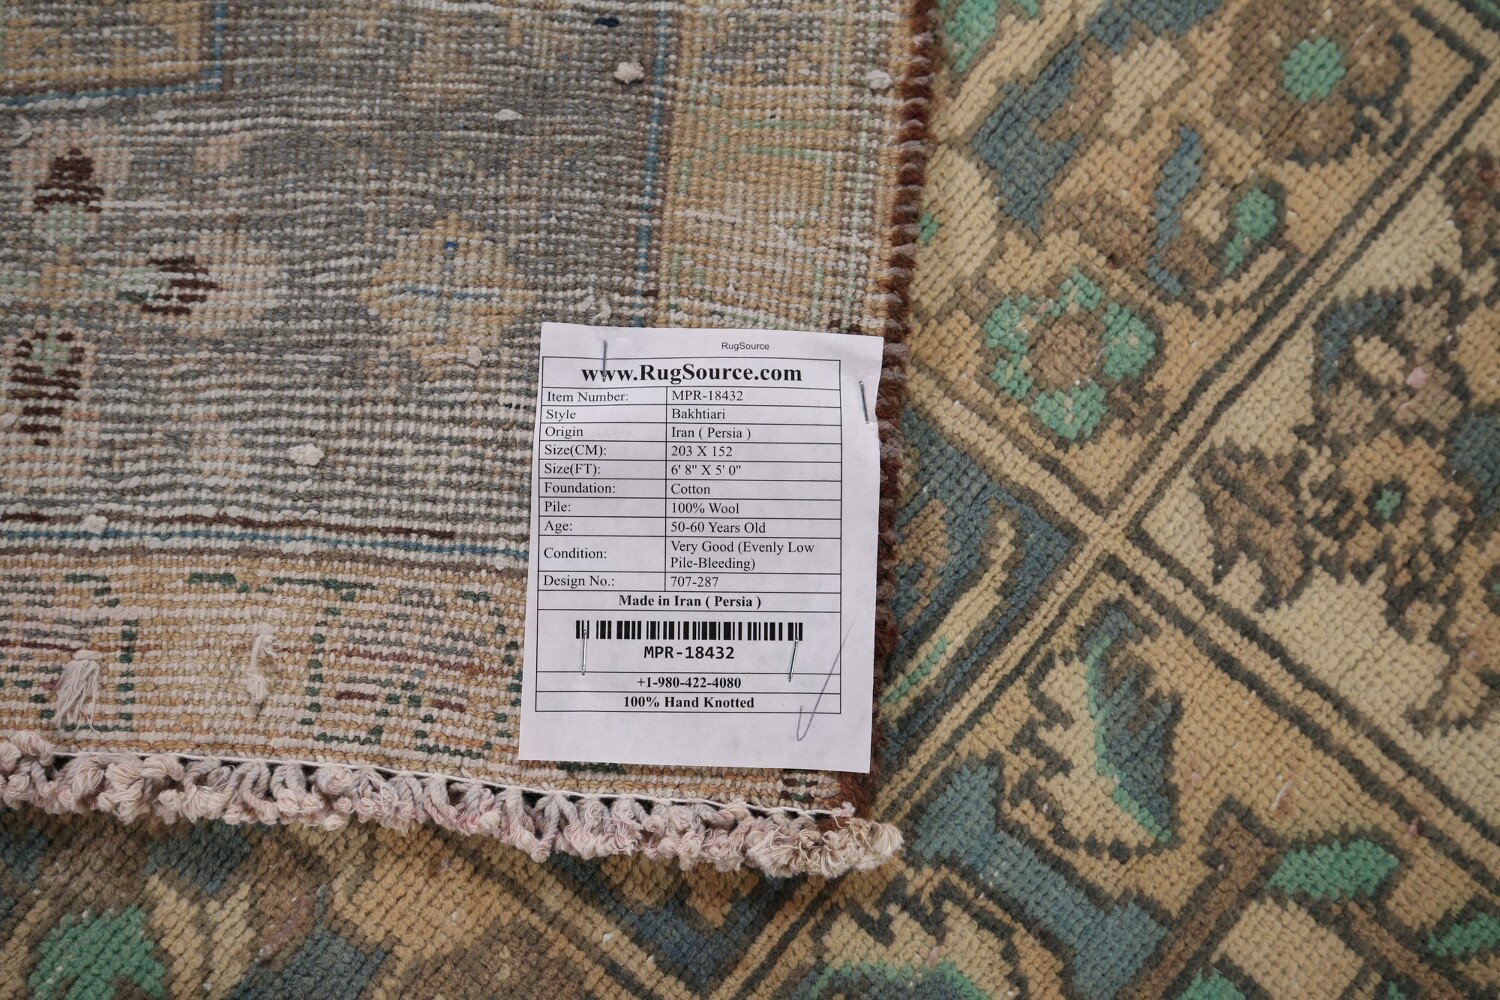 RugSource
www.RugSource.com
Item Number: MPR-18432
Style Bakhtiari
Origin Iran ( Persia )
Size(CM): 203 X 152
Size(FT): 6' 8" X 5' 0"
Foundation: Cotton
Pile: 100% Wool
Age: 50-60 Years Old
Condition: Very Good (Evenly Low
Pile-Bleeding)
Design No.: 707-287
Made in Iran ( Persia )
MPR-18432
+1-980-422-4080
100% Hand Knotted